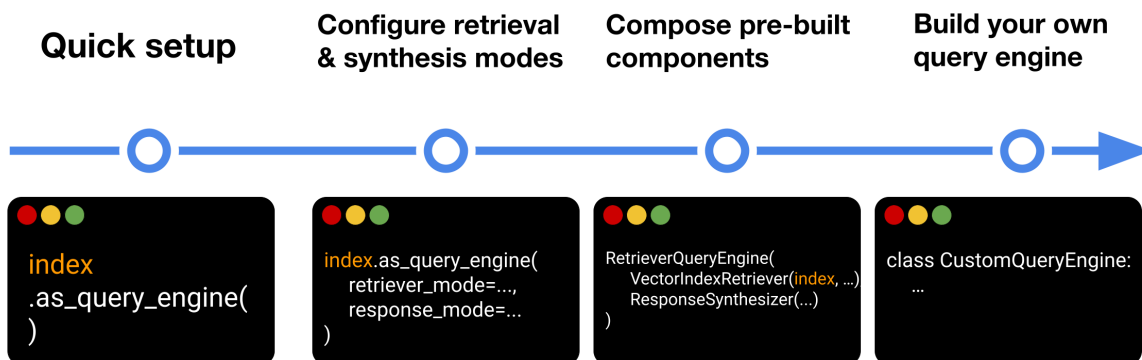 Quick setup
Configure retrieval
& synthesis modes
Compose pre-built
components
Build your own
query engine
index
.as_query_engine(
)
index.as_query_engine(
retriever_mode=...,
response_mode=...
)
RetrieverQueryEngine(
VectorIndexRetriever(index, ...)
ResponseSynthesizer(...)
)
class CustomQueryEngine:
...